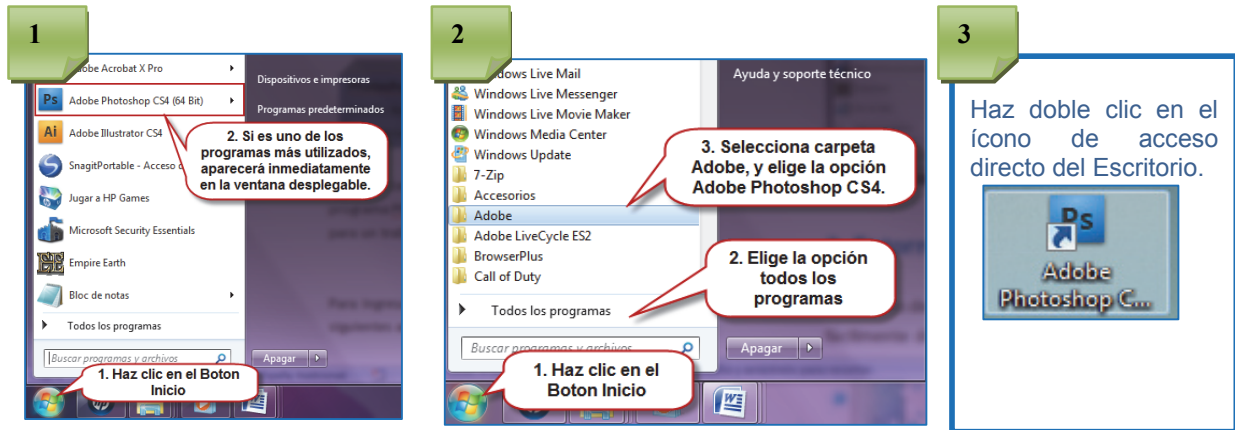 1
Adobe Acrobat X Pro
Adobe Photoshop CS4 (64 Bit)
Adobe Illustrator CS4
SnagitPortable - Acceso
Jugar a HP Games
Microsoft Security Essentials
Empire Earth
Bloc de notas
Todos los programas
Buscar programas y archivos
Dispositivos e impresoras
Programas predeterminados
Apagar
2. Si es uno de los
programas más utilizados,
aparecerá inmediatamente
en la ventana desplegable.
1. Haz clic en el Boton
Inicio
2
Windows Live Mail
Windows Live Messenger
Windows Live Movie Maker
Windows Media Center
Windows Update
7-Zip
Accesorios
Adobe
Adobe LiveCycle ES2
BrowserPlus
Call of Duty
Todos los programas
Buscar programas y archivos
Ayuda y soporte técnico
Apagar
3. Selecciona carpeta
Adobe, y elige la opción
Adobe Photoshop CS4.
2. Elige la opción
todos los
programas
1. Haz clic en el
Boton Inicio
3
Haz doble clic en el
ícono de acceso
directo del Escritorio.
Ps
Adobe
Photoshop C...